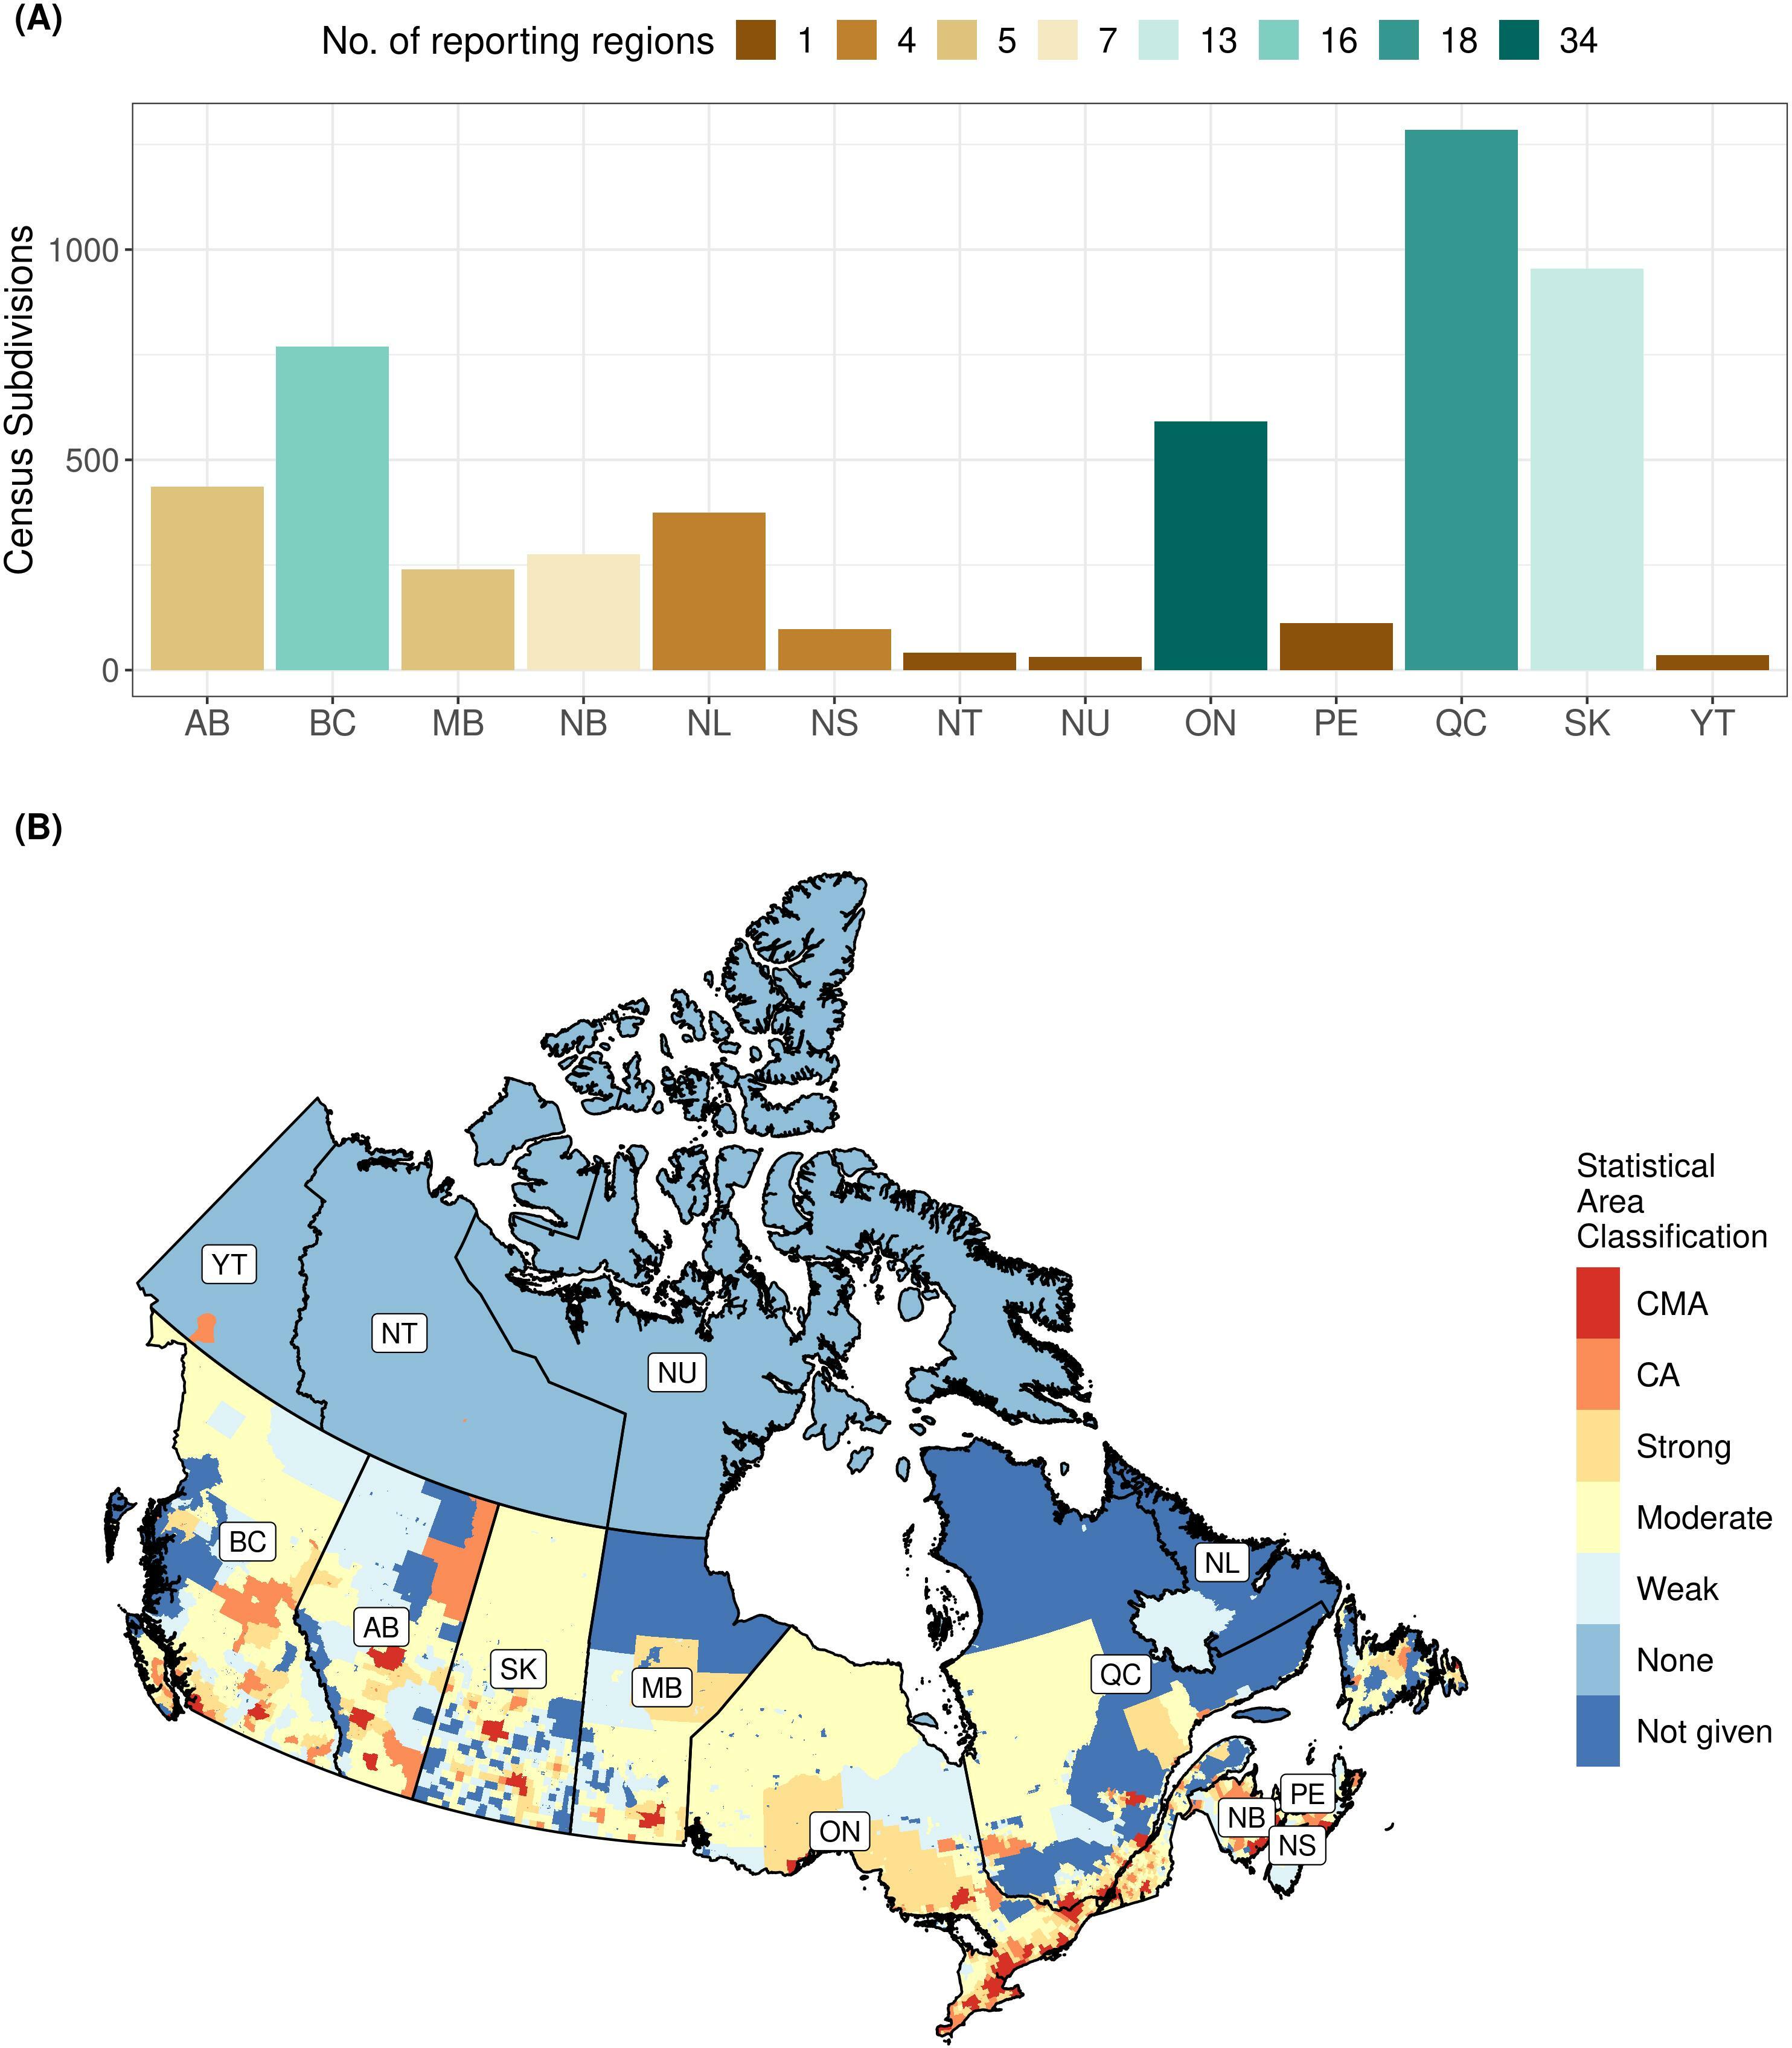 (A)
No. of reporting regions 1 4 5 7 13 16 18 34
Census Subdivisions
1000
500
0
AB BC MB NB NL NS NT NU ON PE QC SK YT
(B)
Statistical
Area
Classification
CMA
CA
Strong
Moderate
Weak
None
Not given
YT
NT
NU
BC
NL
AB
SK
QC
MB
PE
NB
ON
NS